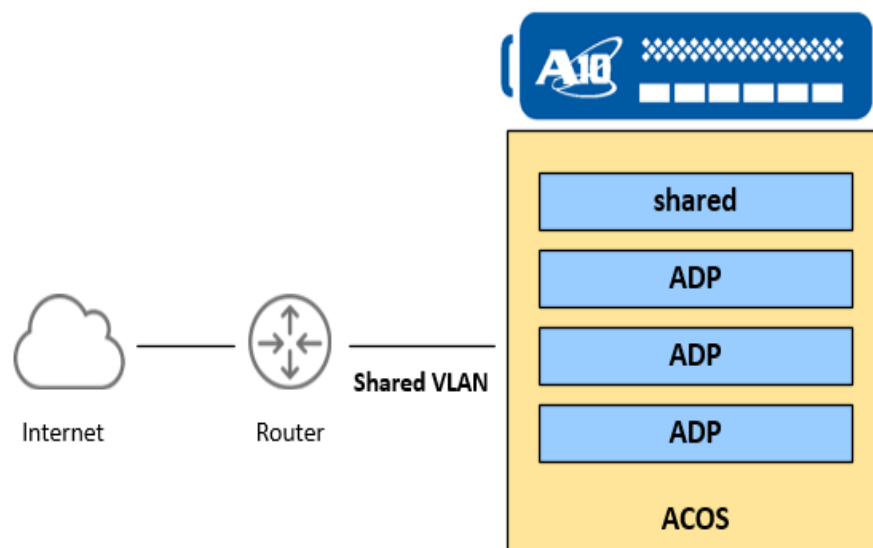 A10
shared
ADP
ADP
ADP
ACOS
Shared VLAN
Internet
Router